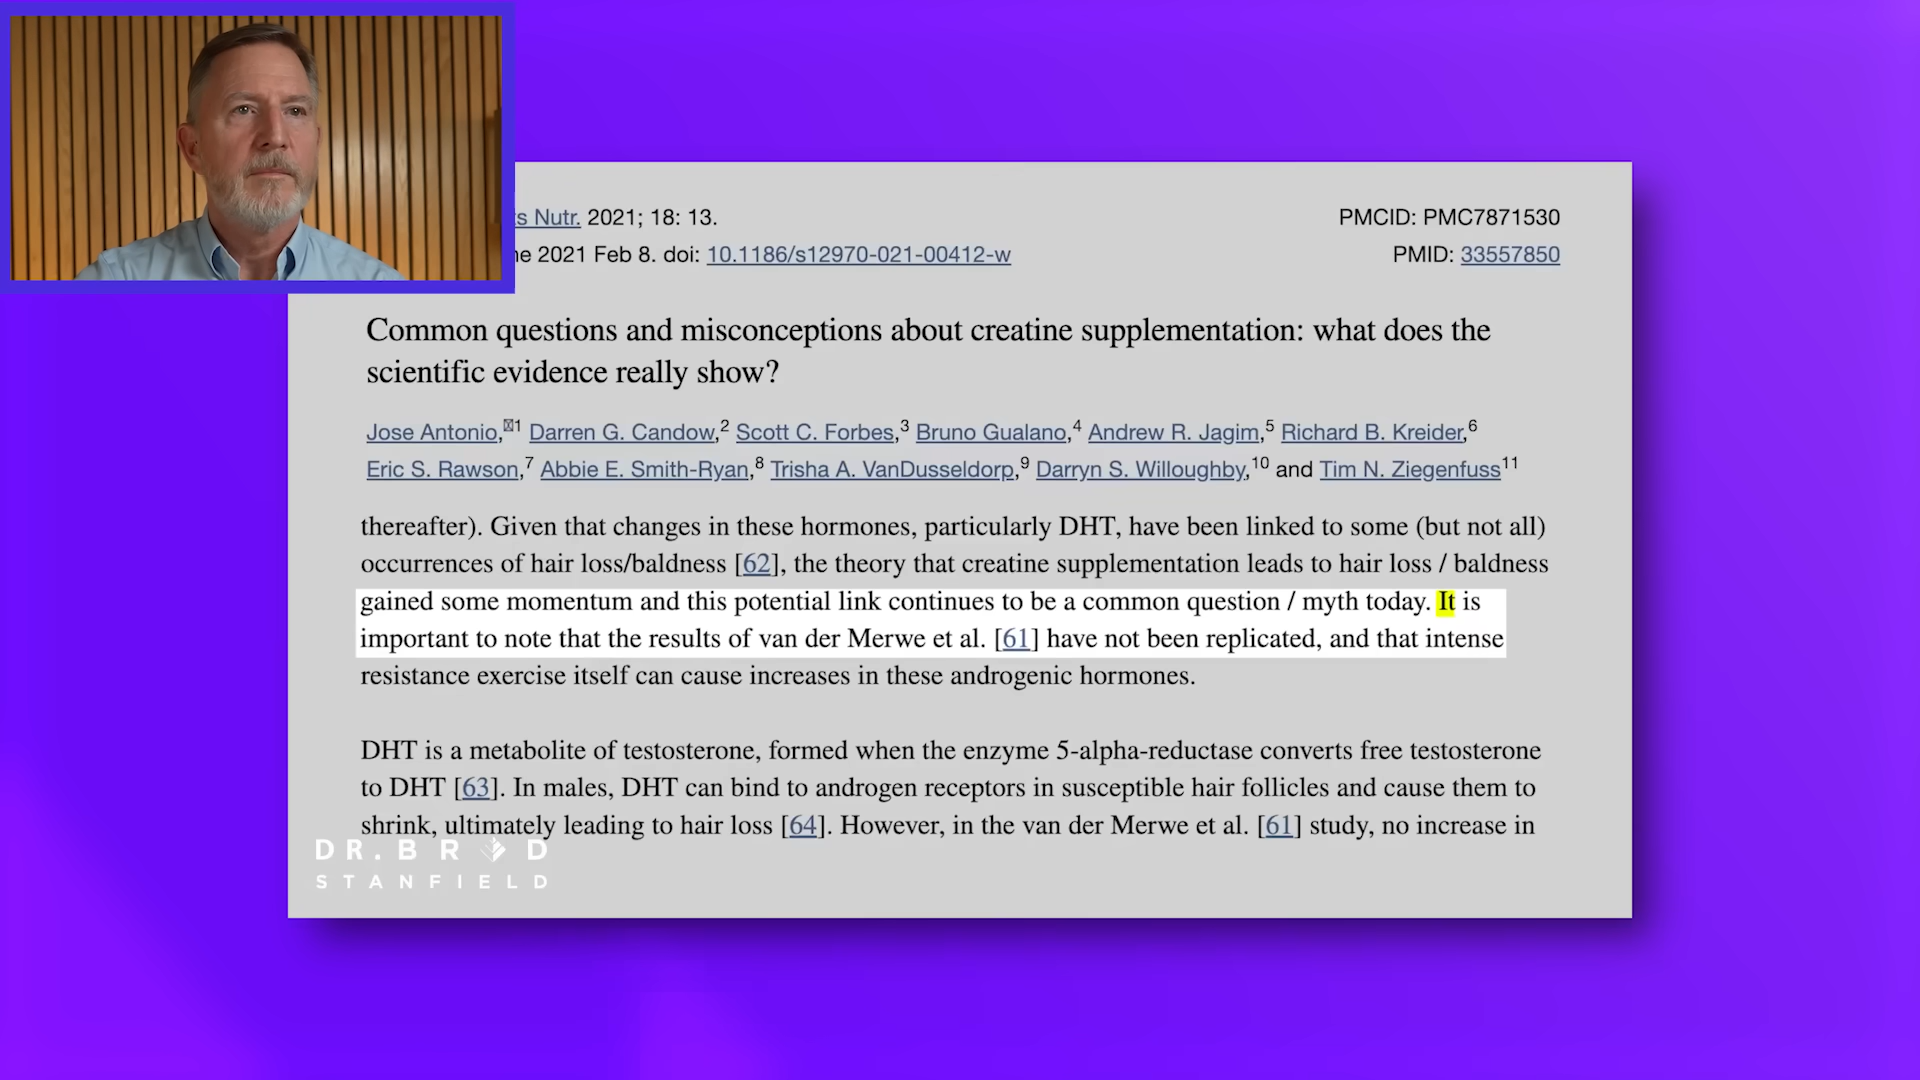 s Nutr. 2021; 18: 13.
PMCID: PMC7871530
e 2021 Feb 8. doi: 10.1186/s12970-021-00412-w
PMID: 33557850
Common questions and misconceptions about creatine supplementation: what does the
scientific evidence really show?
Jose Antonio,1 Darren G. Candow,2 Scott C. Forbes,3 Bruno Gualano,4 Andrew R. Jagim,5 Richard B. Kreider,6
Eric S. Rawson,7 Abbie E. Smith-Ryan,8 Trisha A. VanDusseldorp,9 Darryn S. Willoughby,10 and Tim N. Ziegenfuss11
thereafter). Given that changes in these hormones, particularly DHT, have been linked to some (but not all)
occurrences of hair loss/baldness [62], the theory that creatine supplementation leads to hair loss / baldness
gained some momentum and this potential link continues to be a common question / myth today. It is
important to note that the results of van der Merwe et al. [61] have not been replicated, and that intense
resistance exercise itself can cause increases in these androgenic hormones.
DHT is a metabolite of testosterone, formed when the enzyme 5-alpha-reductase converts free testosterone
to DHT [63]. In males, DHT can bind to androgen receptors in susceptible hair follicles and cause them to
shrink, ultimately leading to hair loss [64]. However, in the van der Merwe et al. [61] study, no increase in
DR. BRAD
STANFIELD